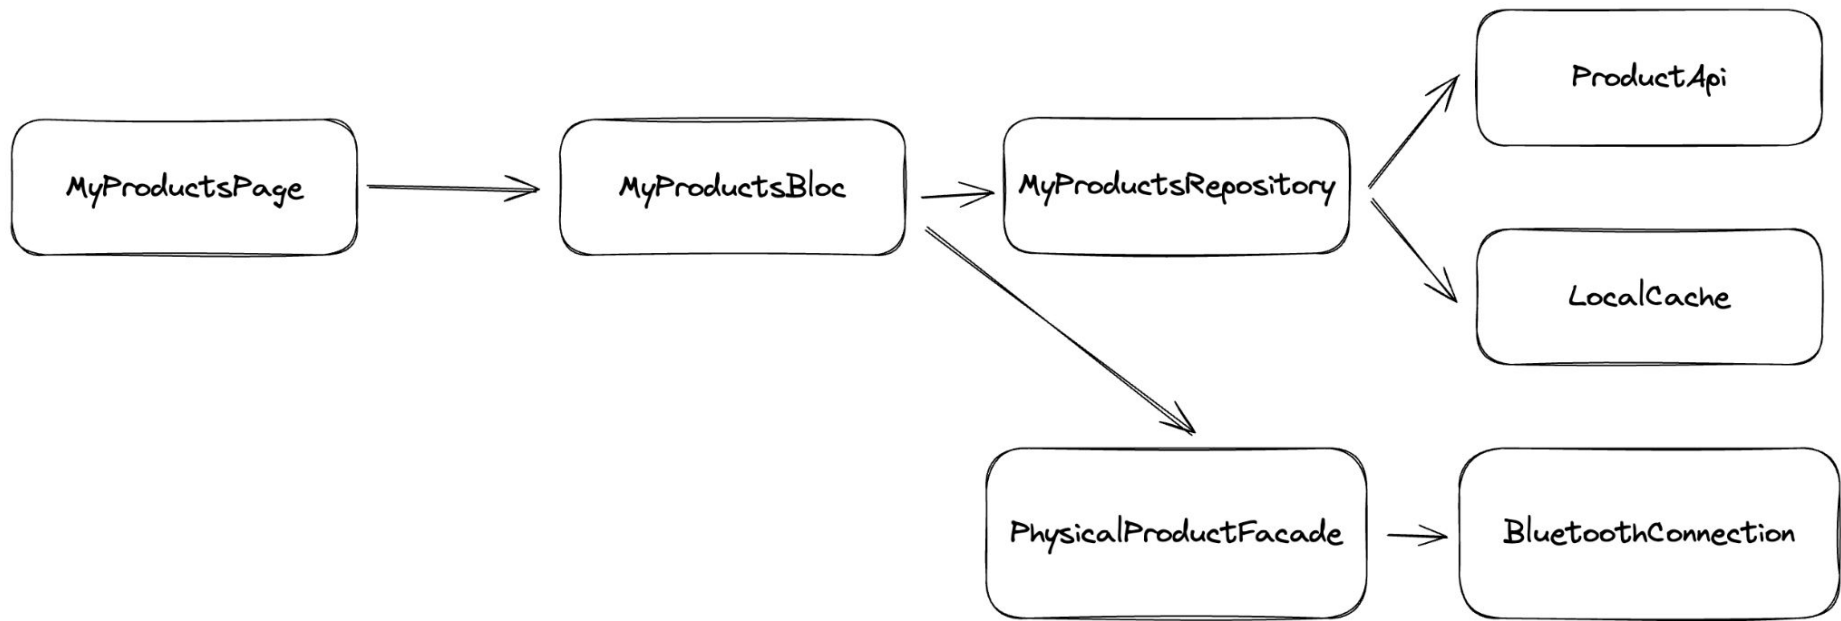 MyProductsPage
MyProductsBloc
MyProductsRepository
ProductApi
LocalCache
PhysicalProductFacade
BluetoothConnection